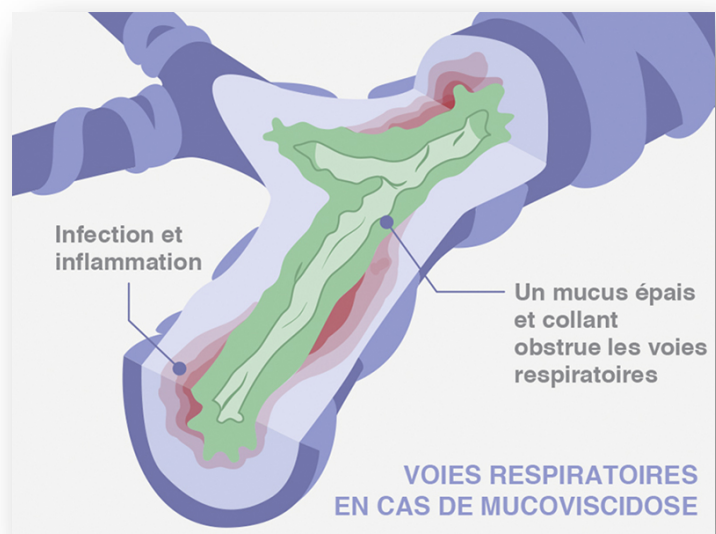 Infection et
inflammation
Un mucus épais
et collant
obstrue les voies
respiratoires
VOIES RESPIRATOIRES
EN CAS DE MUCOVISCIDOSE